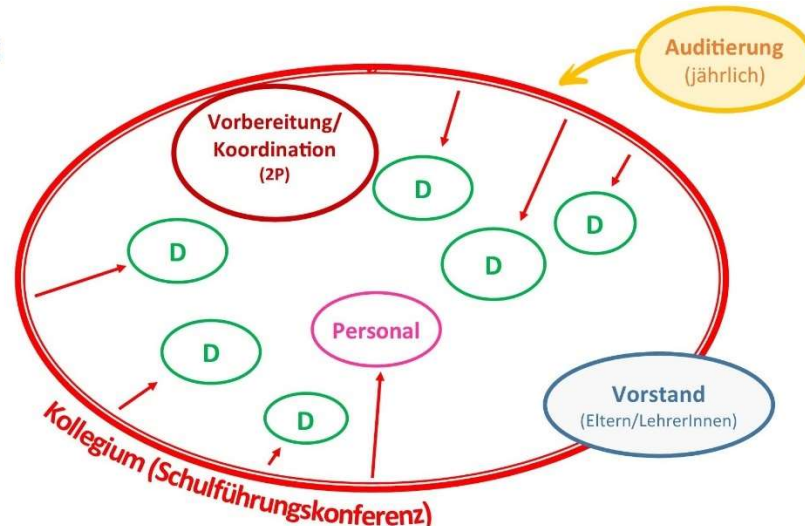 Auditierung
(jährlich)
Vorbereitung/
Koordination
(2P)
D
D
D
D
D
Personal
D
Vorstand
(Eltern/LehrerInnen)
Kollegium (Schulführungskonferenz)